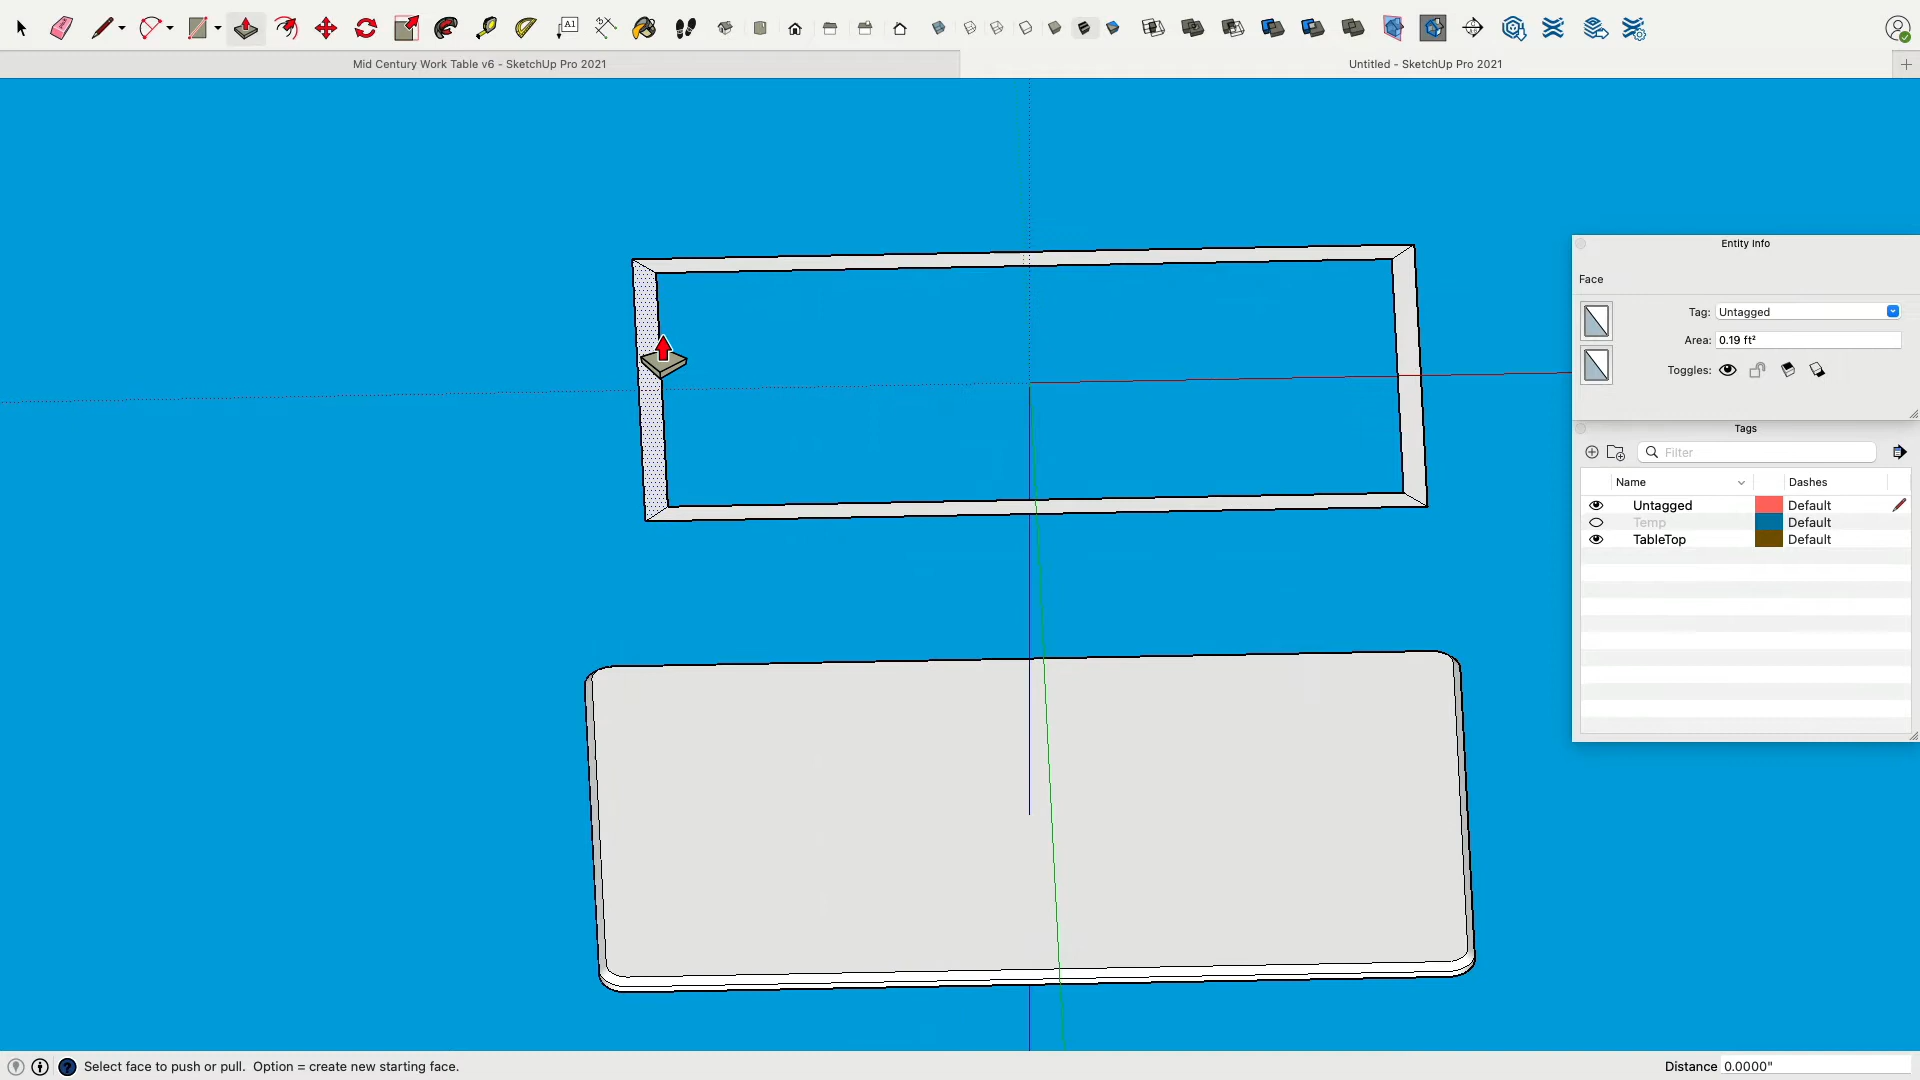 A1
Mid Century Work Table v6 - SketchUp Pro 2021
Untitled - SketchUp Pro 2021
Entity Info
Face
Tag: Untagged
Area: 0.19 ft²
Toggles:
Tags
Filter
Name Dashes
Untagged Default
Temp Default
TableTop Default
Select face to push or pull. Option = create new starting face.
Distance 0.0000"